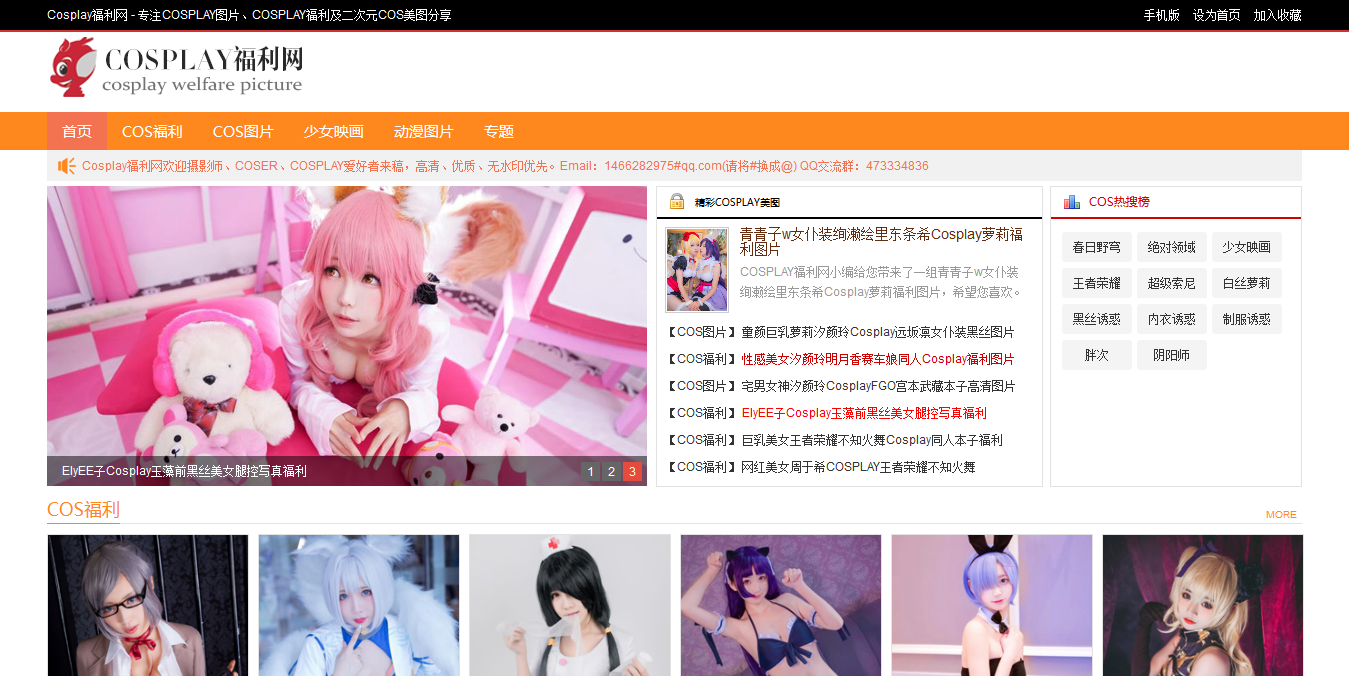 Cosplay福利网 - 专注COSPLAY图片、COSPLAY福利及二次元COS美图分享
手机版 设为首页 加入收藏
COSPLAY福利网
cosplay welfare picture
首页 COS福利 COS图片 少女映画 动漫图片 专题
Cosplay福利网欢迎摄影师、COSER、COSPLAY爱好者来稿，高清、优质、无水印优先。Email：1466282975#qq.com(请将#换成@) QQ交流群：473334836
ElyEE子Cosplay玉藻前黑丝美女腿控写真福利
1 2 3
精彩COSPLAY美图
青青子w女仆装绚濑绘里东条希Cosplay萝莉福
利图片
COSPLAY福利网小编给您带来了一组青青子w女仆装
绚濑绘里东条希Cosplay萝莉福利图片，希望您喜欢。
【COS图片】童颜巨乳萝莉汐颜玲Cosplay远坂凛女仆装黑丝图片
【COS福利】性感美女汐颜玲明月香赛车娘同人Cosplay福利图片
【COS图片】宅男女神汐颜玲CosplayFGO宫本武藏本子高清图片
【COS福利】ElyEE子Cosplay玉藻前黑丝美女腿控写真福利
【COS福利】巨乳美女王者荣耀不知火舞Cosplay同人本子福利
【COS福利】网红美女周于希COSPLAY王者荣耀不知火舞
COS热搜榜
春日野穹 绝对领域 少女映画
王者荣耀 超级索尼 白丝萝莉
黑丝诱惑 内衣诱惑 制服诱惑
胖次 阴阳师
COS福利
MORE